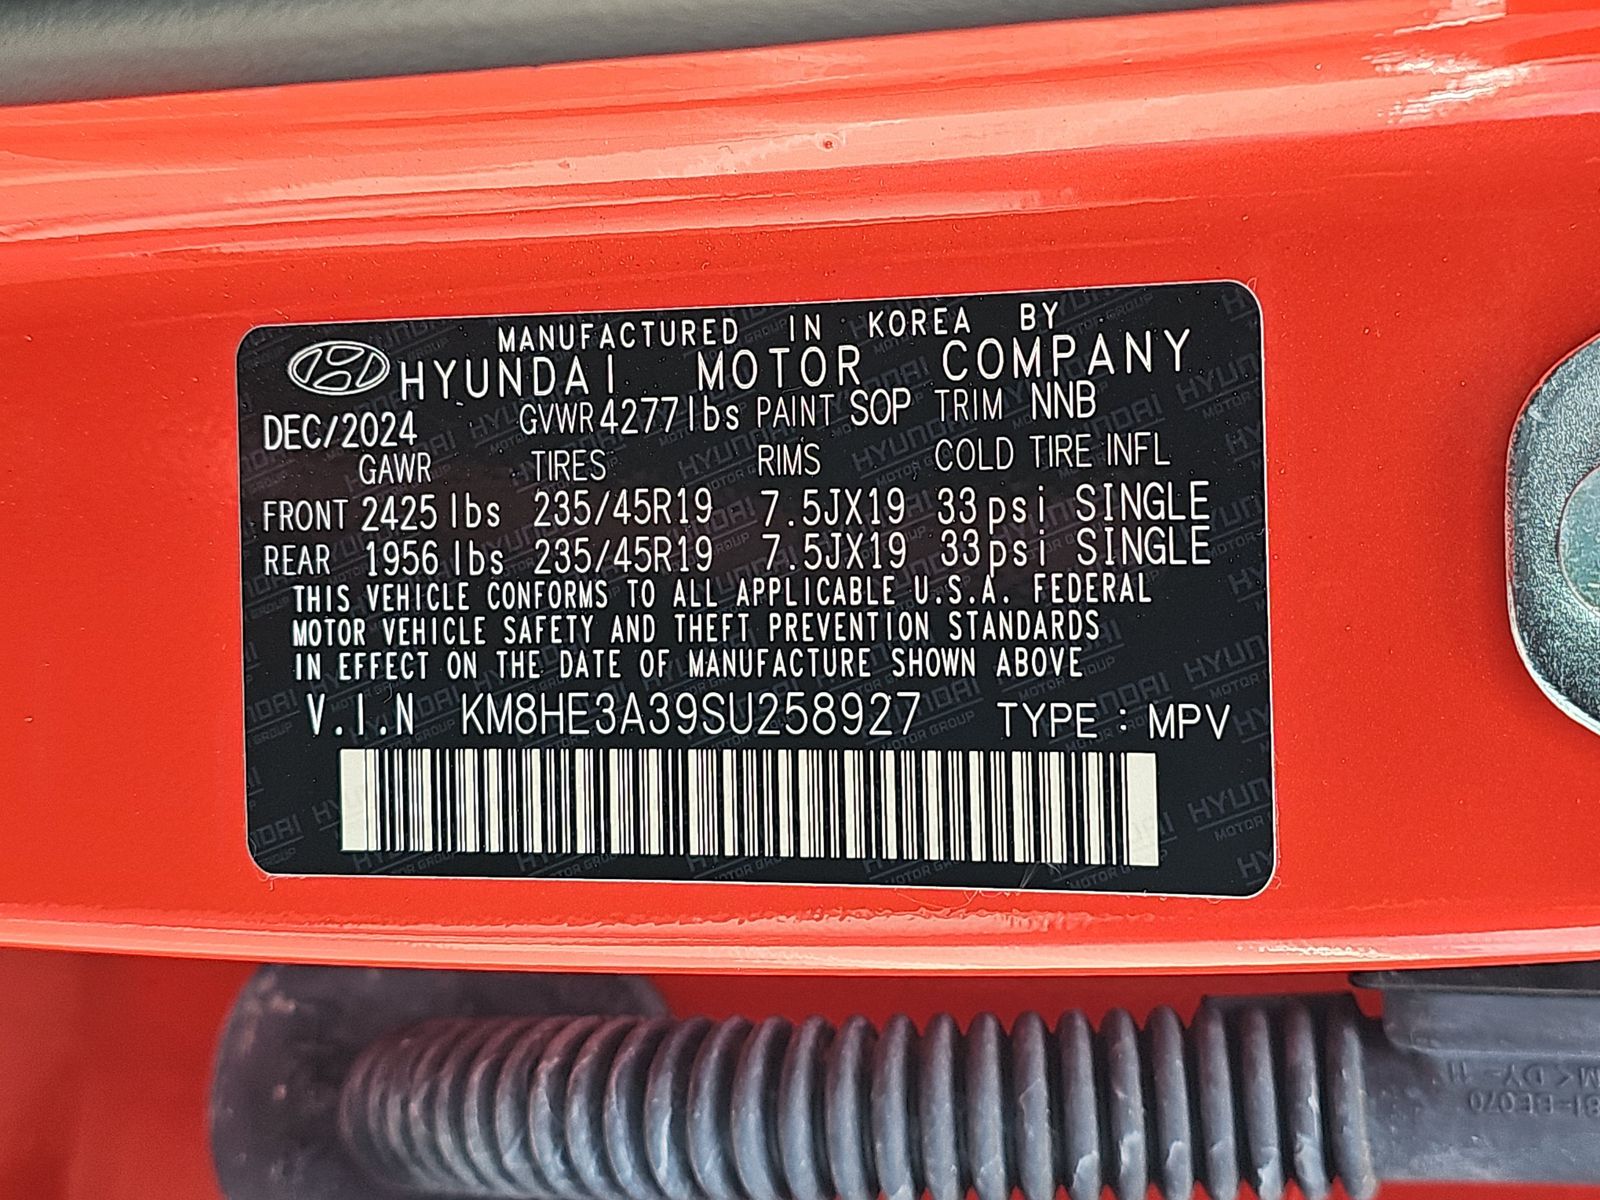 MANUFACTURED IN KOREA BY
HYUNDAI MOTOR COMPANY
DEC/2024 GVWR 4277lbs PAINT SOP TRIM NNB
GAWR TIRES RIMS COLD TIRE INFL
FRONT 2425lbs 235/45R19 7.5JX19 33psi SINGLE
REAR 1956lbs 235/45R19 7.5JX19 33psi SINGLE
THIS VEHICLE CONFORMS TO ALL APPLICABLE U.S.A. FEDERAL
MOTOR VEHICLE SAFETY AND THEFT PREVENTION STANDARDS
IN EFFECT ON THE DATE OF MANUFACTURE SHOWN ABOVE
V.I.N KM8HE3A39SU258927 TYPE : MPV